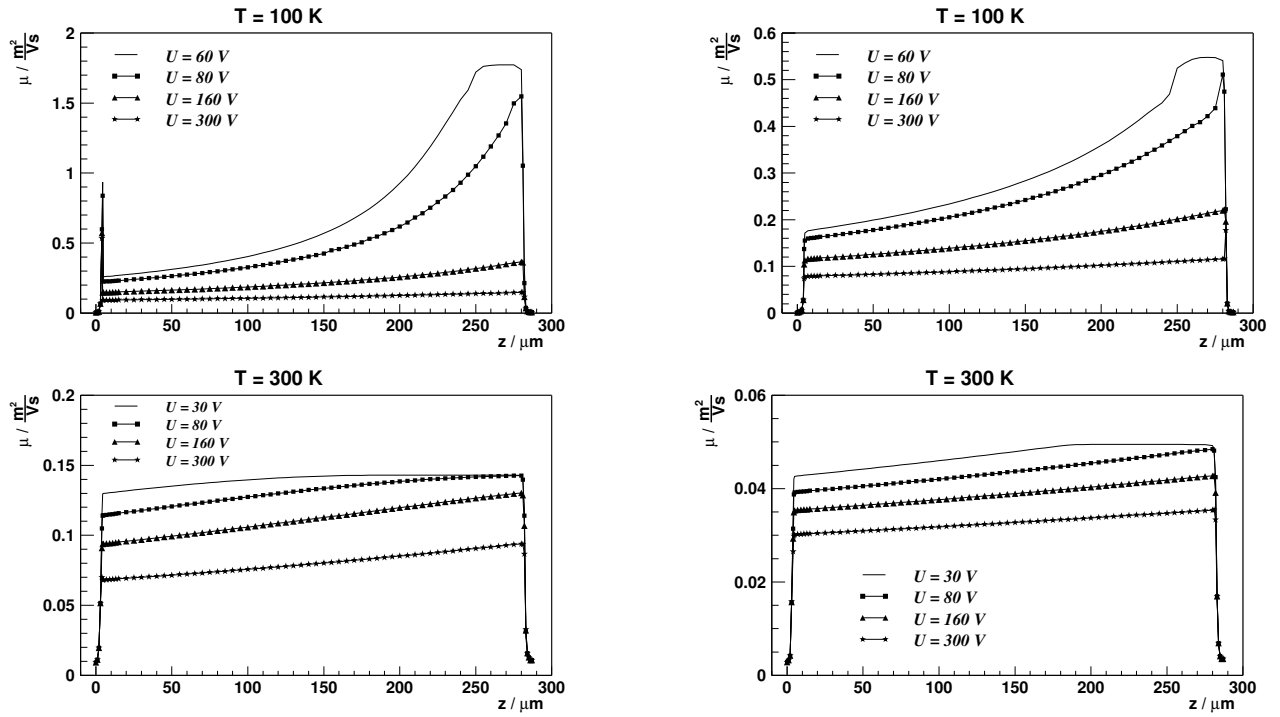 T = 100 K
μ / m²/Vs
2
1.5
1
0.5
0
U = 60 V
U = 80 V
U = 160 V
U = 300 V
0 50 100 150 200 250 300
z / μm
T = 100 K
μ / m²/Vs
0.6
0.5
0.4
0.3
0.2
0.1
0
U = 60 V
U = 80 V
U = 160 V
U = 300 V
0 50 100 150 200 250 300
z / μm
T = 300 K
μ / m²/Vs
0.2
0.15
0.1
0.05
0
U = 30 V
U = 80 V
U = 160 V
U = 300 V
0 50 100 150 200 250 300
z / μm
T = 300 K
μ / m²/Vs
0.06
0.04
0.02
0
U = 30 V
U = 80 V
U = 160 V
U = 300 V
0 50 100 150 200 250 300
z / μm